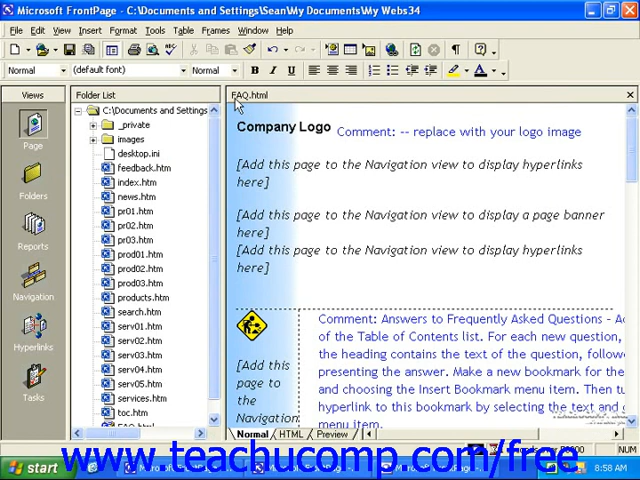 Microsoft FrontPage - C:\Documents and Settings\Sean\My Documents\My Webs34
File Edit View Insert Format Tools Table Frames Window Help
Normal (default font) Normal B I U A
Views
Folder List
FAQ.html
Page
Folders
Reports
Navigation
Hyperlinks
Tasks
C:\Documents and Settings
_private
images
desktop.ini
feedback.htm
index.htm
news.htm
pr01.htm
pr02.htm
pr03.htm
prod01.htm
prod02.htm
prod03.htm
products.htm
search.htm
serv01.htm
serv02.htm
serv03.htm
serv04.htm
serv05.htm
services.htm
toc.htm
FAQ.html
Company Logo Comment: -- replace with your logo image
[Add this page to the Navigation view to display hyperlinks
here]
[Add this page to the Navigation view to display a page banner
here]
[Add this page to the Navigation view to display hyperlinks
here]
Comment: Answers to Frequently Asked Questions -
of the Table of Contents list. For each new question,
the heading contains the text of the question,
presenting the answer. Make a new bookmark for the
and choosing the Insert Bookmark menu item. Then
hyperlink to this bookmark by selecting the text and
menu item.
[Add this
page to
the
Navigation
Normal HTML Preview
NUM
www.teachucomp.com/free
start
8:58 AM